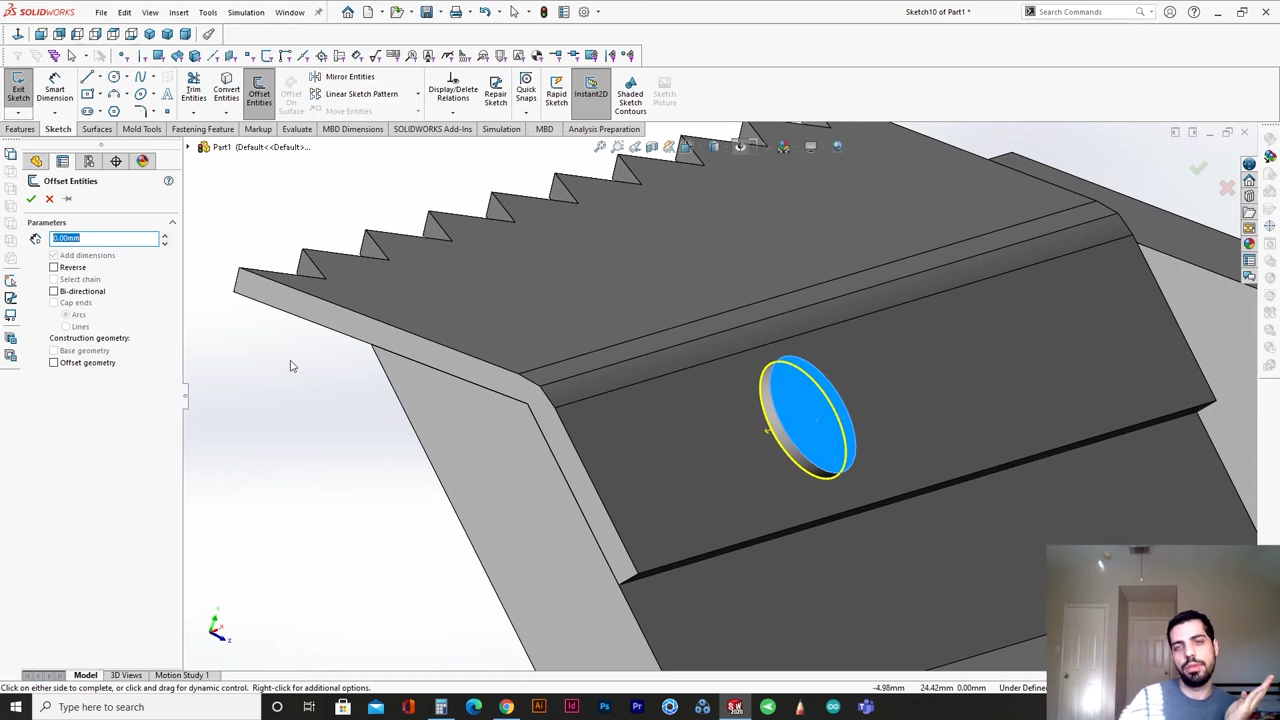 SOLIDWORKS File Edit View Insert Tools Simulation Window Sketch10 of Part1 * Search Commands
Exit Sketch
Smart Dimension
Trim Entities
Convert Entities
Offset Entities
Offset On Surface
Mirror Entities
Linear Sketch Pattern
Move Entities
Display/Delete Relations
Repair Sketch
Quick Snaps
Rapid Sketch
Instant2D
Shaded Sketch Contours
Sketch Picture
Features Sketch Surfaces Mold Tools Fastening Feature Markup Evaluate MBD Dimensions SOLIDWORKS Add-Ins Simulation MBD Analysis Preparation
Part1 (Default<<Default>...
Offset Entities
Parameters
0.00mm
Add dimensions
Reverse
Select chain
Bi-directional
Cap ends
Arcs
Lines
Construction geometry:
Base geometry
Offset geometry
Model 3D Views Motion Study 1
Click on either side to complete, or click and drag for dynamic control. Right-click for additional options. -4.98mm 24.42mm 0.00mm Under Defined
Type here to search